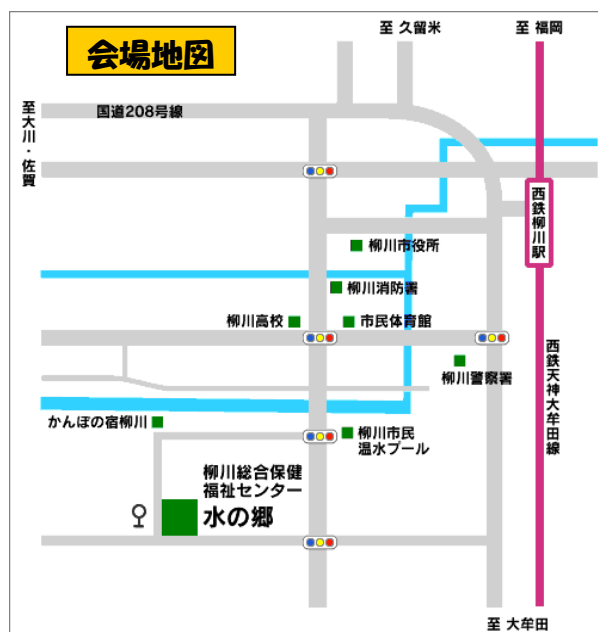 至 久留米
至 福岡
会場地図
至大川・佐賀
国道208号線
西鉄柳川駅
柳川市役所
柳川消防署
柳川高校
市民体育館
西鉄天神大牟田線
柳川警察署
かんぽの宿柳川
柳川市民
温水プール
柳川総合保健
福祉センター
水の郷
至 大牟田